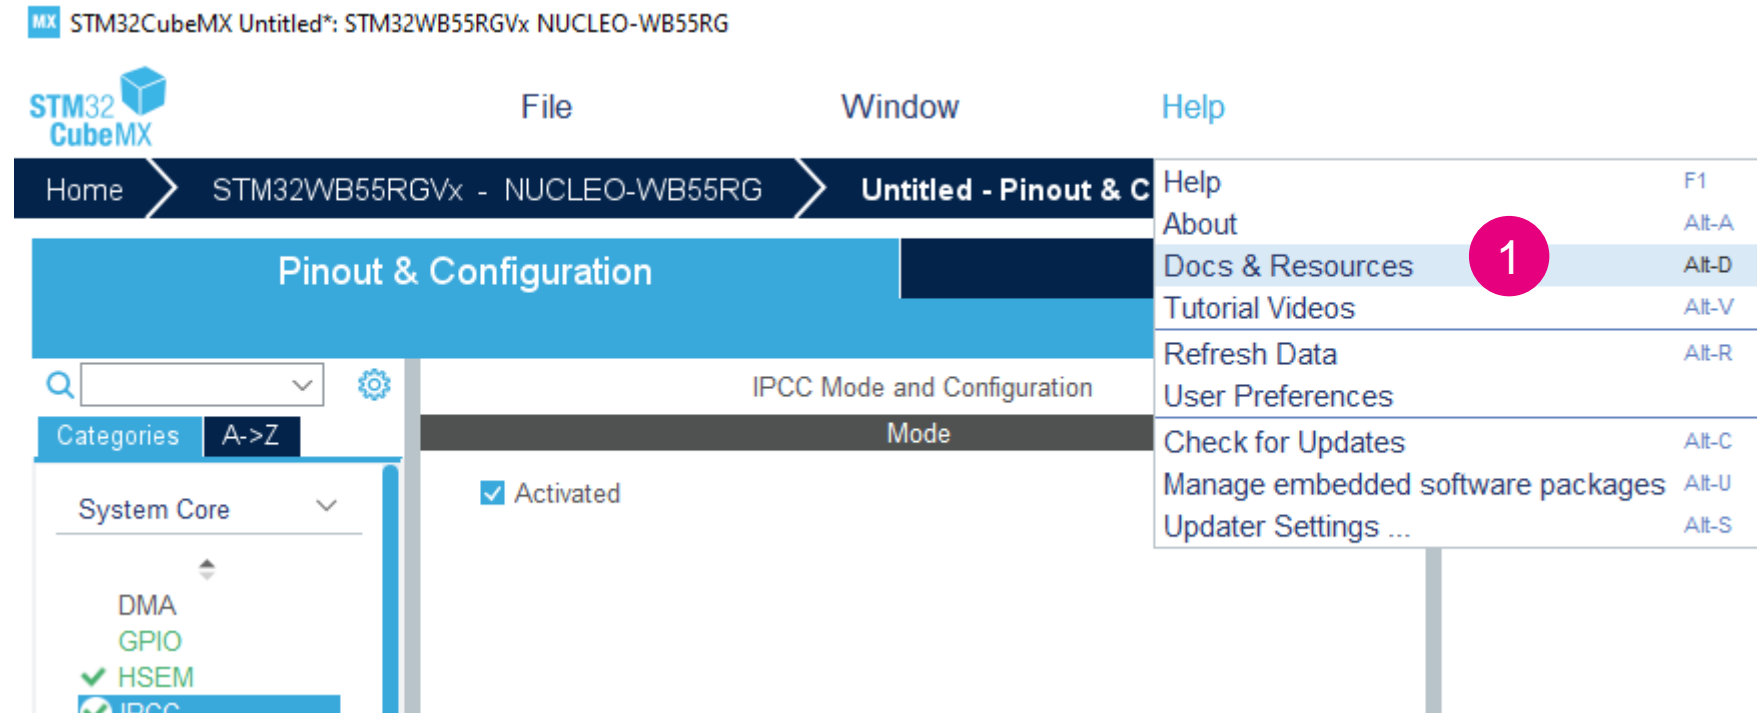 MX STM32CubeMX Untitled*: STM32WB55RGVx NUCLEO-WB55RG
STM32
CubeMX
File Window Help
Home STM32WB55RGVx - NUCLEO-WB55RG Untitled - Pinout & C
Help F1
About Alt-A
Docs & Resources 1 Alt-D
Tutorial Videos Alt-V
Refresh Data Alt-R
User Preferences
Check for Updates Alt-C
Manage embedded software packages Alt-U
Updater Settings ... Alt-S
Pinout & Configuration
IPCC Mode and Configuration
Mode
Categories A->Z
Activated
System Core
DMA
GPIO
HSEM
IPCC